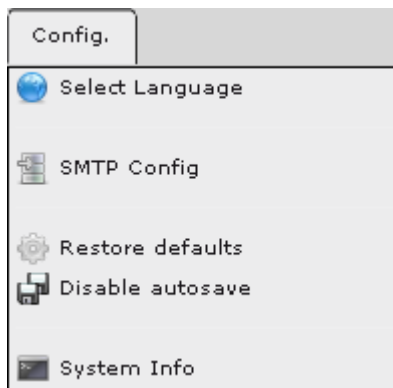 Config.
Select Language
SMTP Config
Restore defaults
Disable autosave
System Info